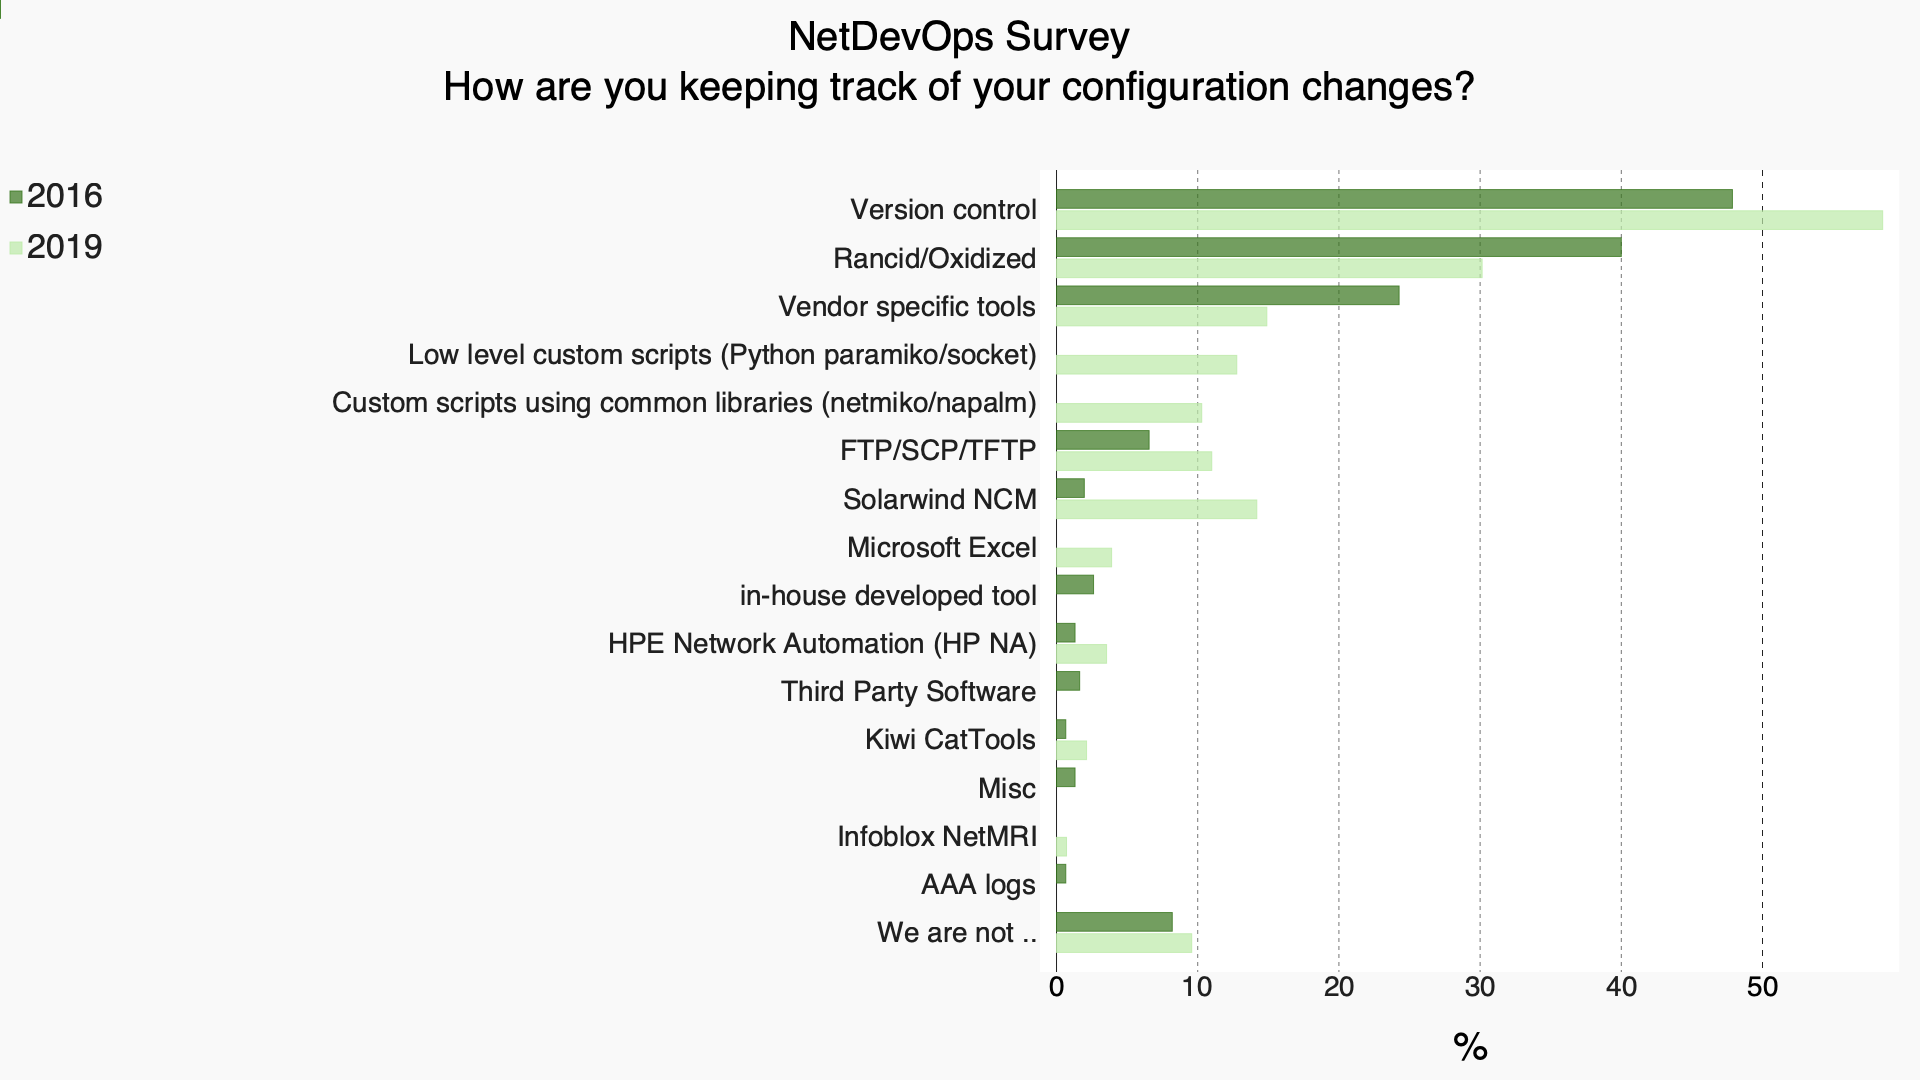 NetDevOps Survey
How are you keeping track of your configuration changes?
2016
2019
Version control
Rancid/Oxidized
Vendor specific tools
Low level custom scripts (Python paramiko/socket)
Custom scripts using common libraries (netmiko/napalm)
FTP/SCP/TFTP
Solarwind NCM
Microsoft Excel
in-house developed tool
HPE Network Automation (HP NA)
Third Party Software
Kiwi CatTools
Misc
Infoblox NetMRI
AAA logs
We are not ..
0 10 20 30 40 50
%